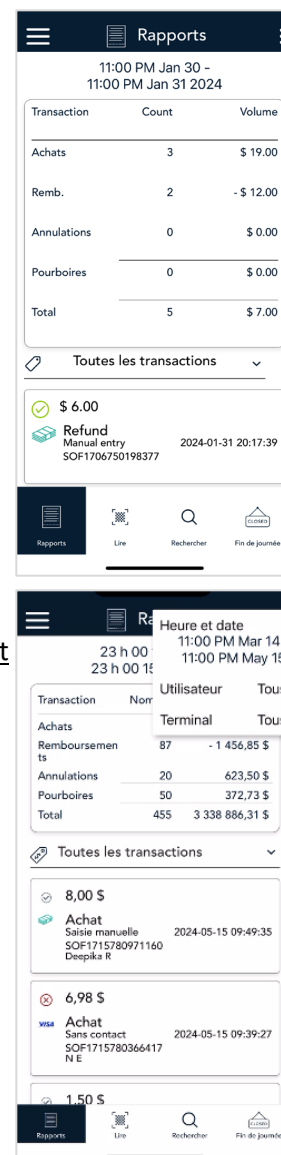 Rapports
11:00 PM Jan 30 -
11:00 PM Jan 31 2024
Transaction Count Volume
Achats 3 $ 19.00
Remb. 2 - $ 12.00
Annulations 0 $ 0.00
Pourboires 0 $ 0.00
Total 5 $ 7.00
Toutes les transactions
$ 6.00
Refund
Manual entry 2024-01-31 20:17:39
SOF1706750198377
CLOSED
Rapports Lire Rechercher Fin de journée
t
Ra
Heure et date
11:00 PM Mar 14
11:00 PM May 15
23 h 00
23 h 00 15
Utilisateur Tous
Terminal Tous
Transaction Nom
Achats
Remboursemen 87 - 1 456,85 $
ts
Annulations 20 623,50 $
Pourboires 50 372,73 $
Total 455 3 338 886,31 $
Toutes les transactions
8,00 $
Achat
Saisie manuelle 2024-05-15 09:49:35
SOF1715780971160
Deepika R
6,98 $
VISA Achat
Sans contact 2024-05-15 09:39:27
SOF1715780366417
N E
1,50 $
CLOSED
Rapports Lire Rechercher Fin de journée